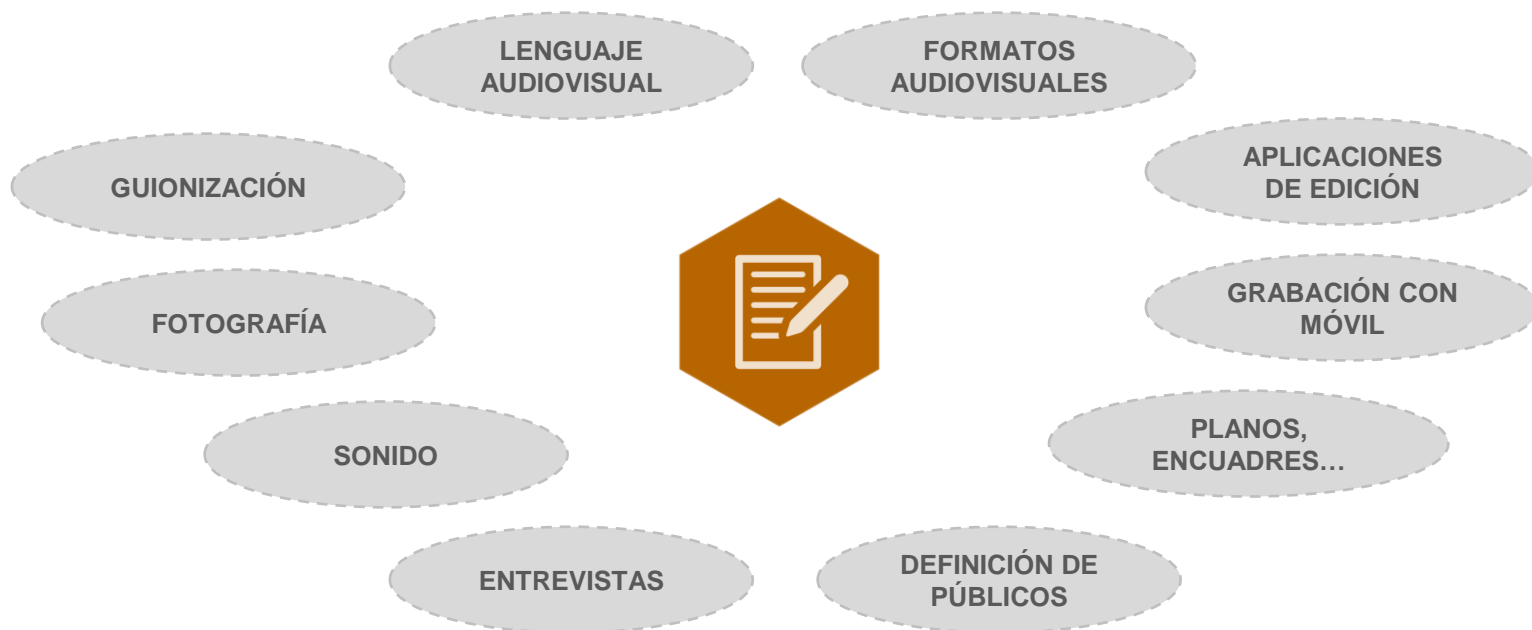 LENGUAJE
AUDIOVISUAL
FORMATOS
AUDIOVISUALES
GUIONIZACIÓN
APLICACIONES
DE EDICIÓN
FOTOGRAFÍA
GRABACIÓN CON
MÓVIL
SONIDO
PLANOS,
ENCUADRES…
ENTREVISTAS
DEFINICIÓN DE
PÚBLICOS